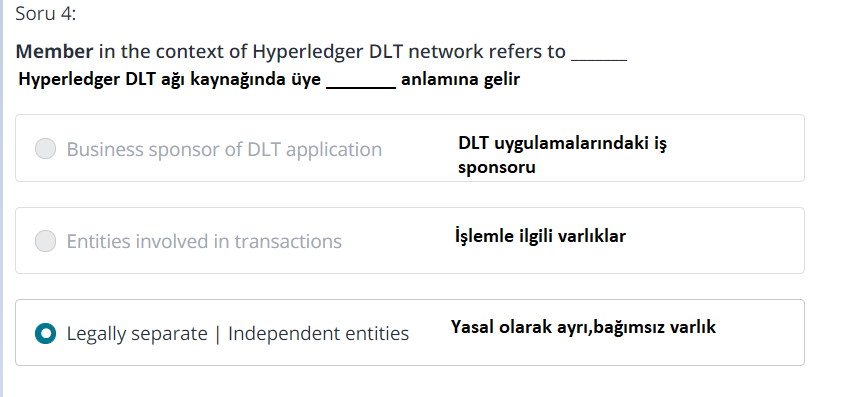 Soru 4:
Member in the context of Hyperledger DLT network refers to _______
Hyperledger DLT ağı kaynağında üye ________ anlamına gelir
Business sponsor of DLT application
DLT uygulamalarındaki iş
sponsoru
Entities involved in transactions
İşlemle ilgili varlıklar
Legally separate | Independent entities
Yasal olarak ayrı,bağımsız varlık